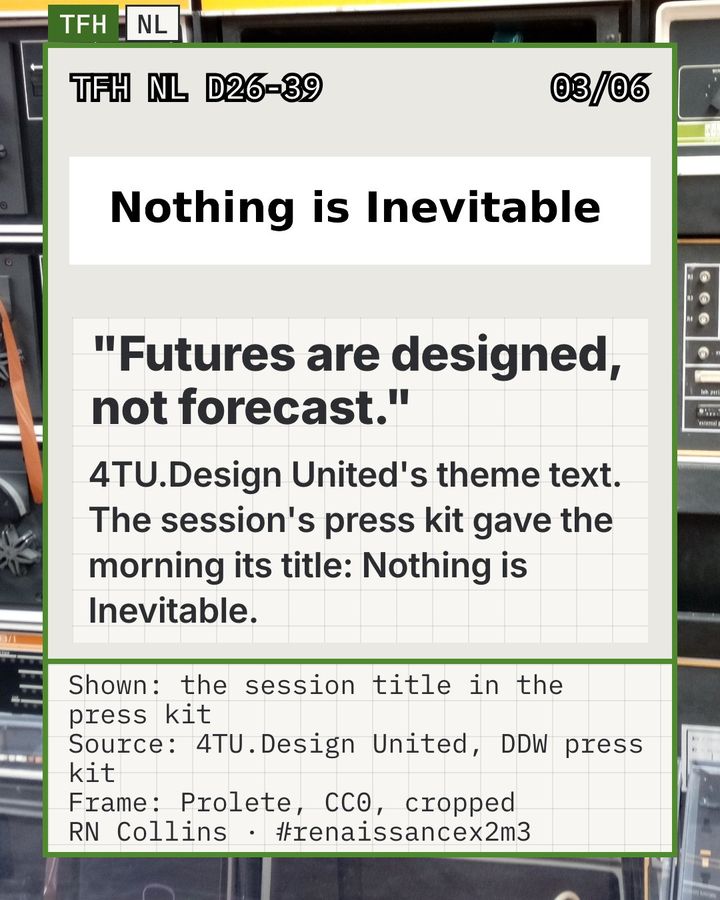 TFH NL
TFH NL D26-39 03/06
Nothing is Inevitable
"Futures are designed,
not forecast."
4TU.Design United's theme text.
The session's press kit gave the
morning its title: Nothing is
Inevitable.
Shown: the session title in the
press kit
Source: 4TU.Design United, DDW press
kit
Frame: Prolete, CC0, cropped
RN Collins · #renaissancex2m3